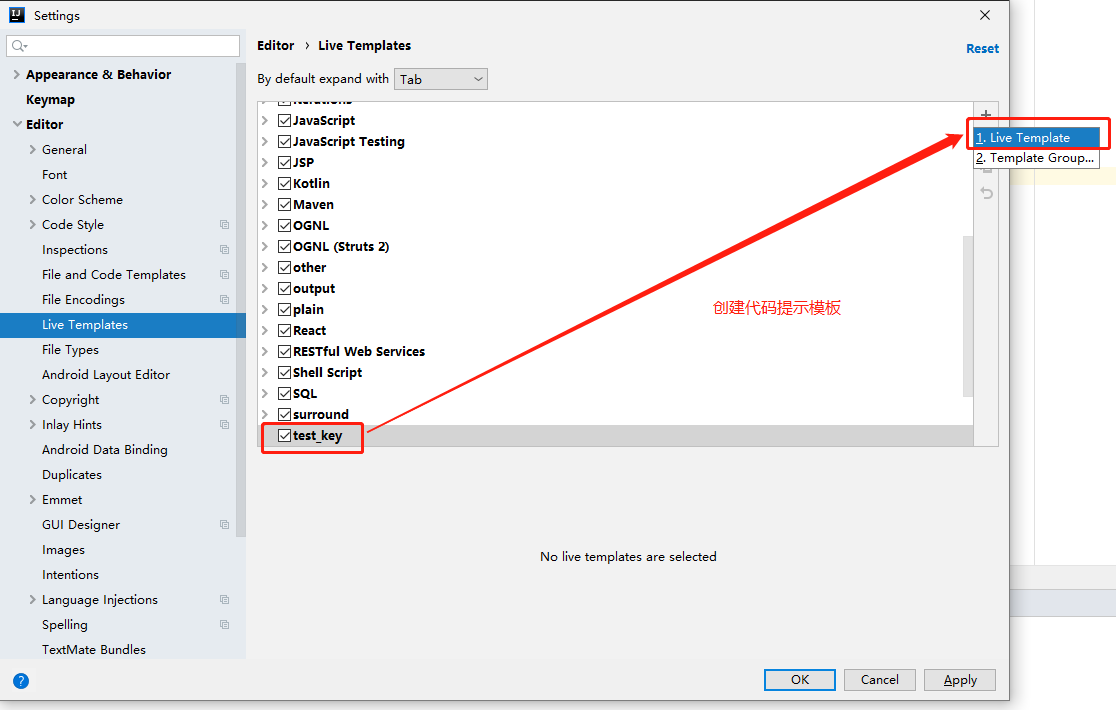 Settings
Editor › Live Templates
Reset
By default expand with Tab
Appearance & Behavior
Keymap
Editor
General
Font
Color Scheme
Code Style
Inspections
File and Code Templates
File Encodings
Live Templates
File Types
Android Layout Editor
Copyright
Inlay Hints
Android Data Binding
Duplicates
Emmet
GUI Designer
Images
Intentions
Language Injections
Spelling
TextMate Bundles
iterations
JavaScript
JavaScript Testing
JSP
Kotlin
Maven
OGNL
OGNL (Struts 2)
other
output
plain
React
RESTful Web Services
Shell Script
SQL
surround
test_key
1. Live Template
2. Template Group...
创建代码提示模板
No live templates are selected
?
OK
Cancel
Apply